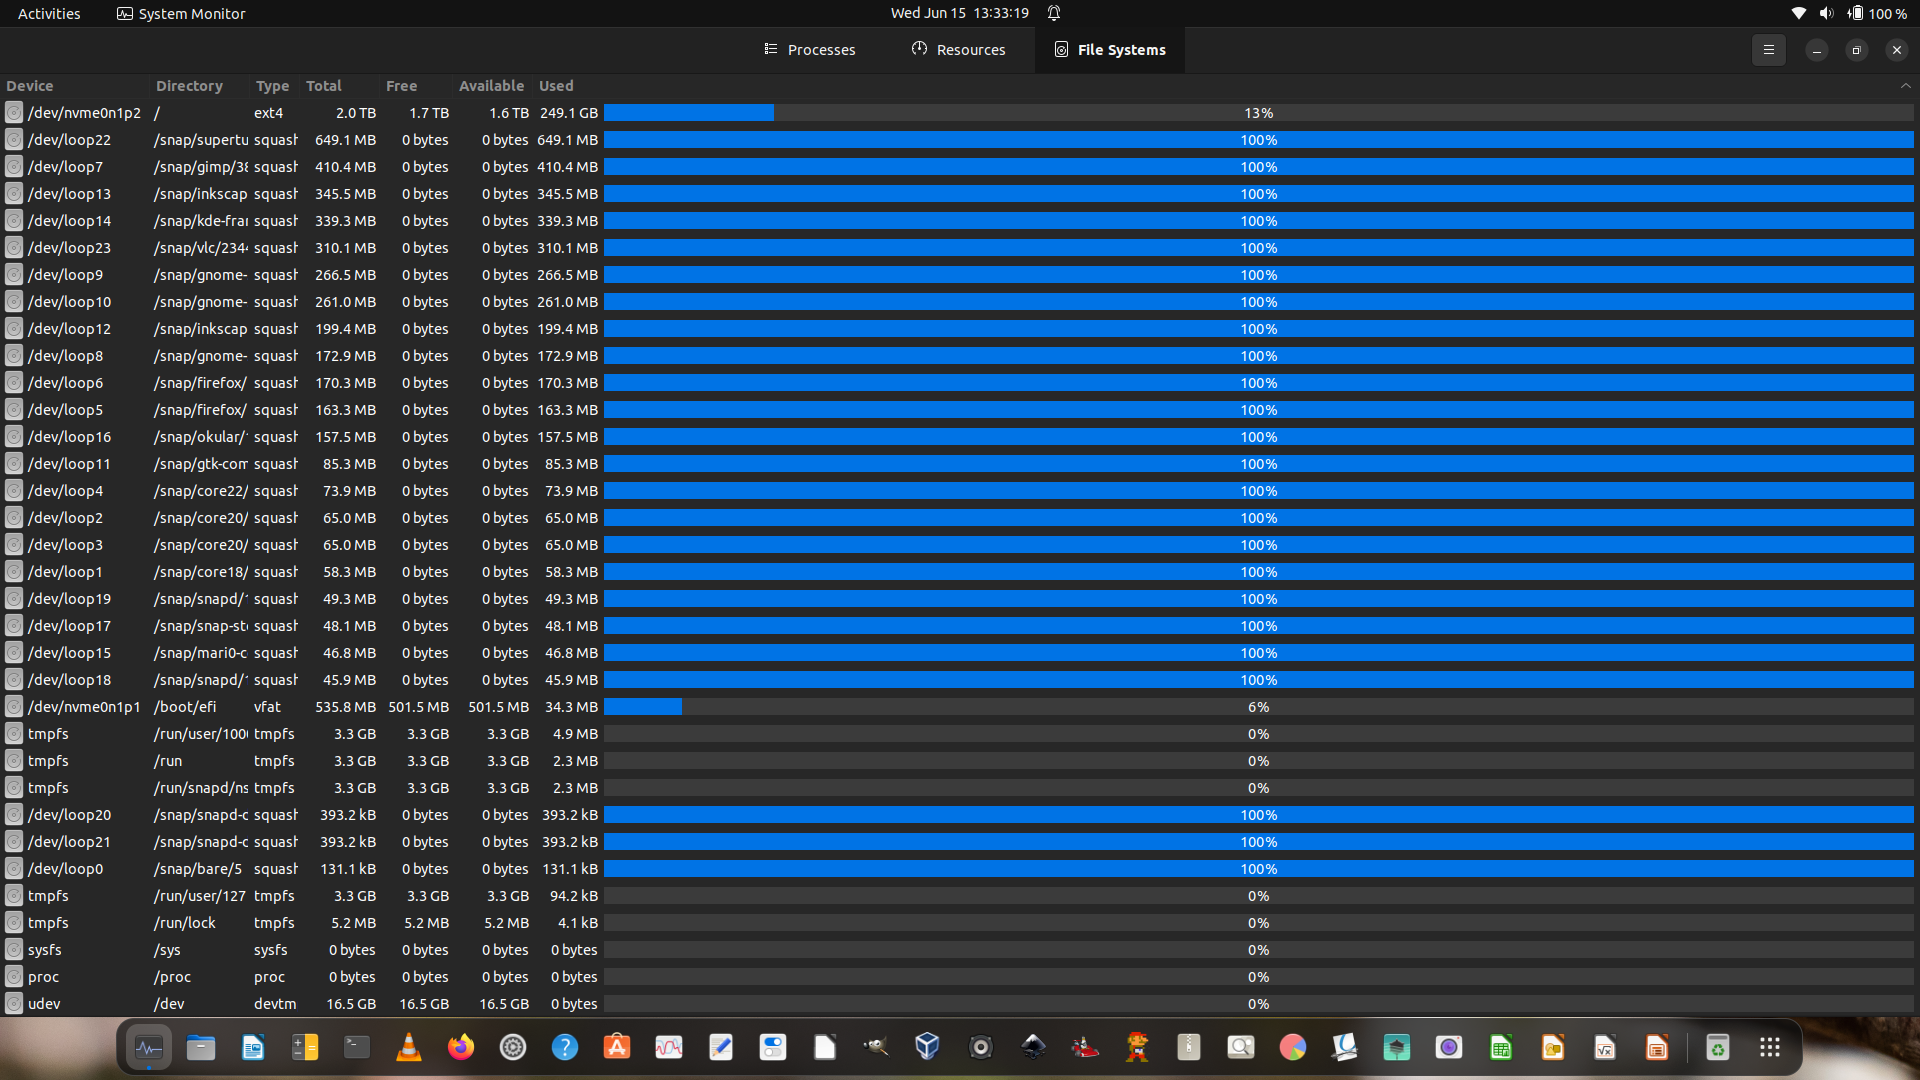 Activities System Monitor Wed Jun 15 13:33:19 100 %
Processes Resources File Systems
Device Directory Type Total Free Available Used
/dev/nvme0n1p2 / ext4 2.0 TB 1.7 TB 1.6 TB 249.1 GB 13%
/dev/loop22 /snap/supertu squash 649.1 MB 0 bytes 0 bytes 649.1 MB 100%
/dev/loop7 /snap/gimp/38 squash 410.4 MB 0 bytes 0 bytes 410.4 MB 100%
/dev/loop13 /snap/inkscap squash 345.5 MB 0 bytes 0 bytes 345.5 MB 100%
/dev/loop14 /snap/kde-frar squash 339.3 MB 0 bytes 0 bytes 339.3 MB 100%
/dev/loop23 /snap/vlc/2344 squash 310.1 MB 0 bytes 0 bytes 310.1 MB 100%
/dev/loop9 /snap/gnome- squash 266.5 MB 0 bytes 0 bytes 266.5 MB 100%
/dev/loop10 /snap/gnome- squash 261.0 MB 0 bytes 0 bytes 261.0 MB 100%
/dev/loop12 /snap/inkscap squash 199.4 MB 0 bytes 0 bytes 199.4 MB 100%
/dev/loop8 /snap/gnome- squash 172.9 MB 0 bytes 0 bytes 172.9 MB 100%
/dev/loop6 /snap/firefox/ squash 170.3 MB 0 bytes 0 bytes 170.3 MB 100%
/dev/loop5 /snap/firefox/ squash 163.3 MB 0 bytes 0 bytes 163.3 MB 100%
/dev/loop16 /snap/okular/1 squash 157.5 MB 0 bytes 0 bytes 157.5 MB 100%
/dev/loop11 /snap/gtk-com squash 85.3 MB 0 bytes 0 bytes 85.3 MB 100%
/dev/loop4 /snap/core22/ squash 73.9 MB 0 bytes 0 bytes 73.9 MB 100%
/dev/loop2 /snap/core20/ squash 65.0 MB 0 bytes 0 bytes 65.0 MB 100%
/dev/loop3 /snap/core20/ squash 65.0 MB 0 bytes 0 bytes 65.0 MB 100%
/dev/loop1 /snap/core18/ squash 58.3 MB 0 bytes 0 bytes 58.3 MB 100%
/dev/loop19 /snap/snapd/1 squash 49.3 MB 0 bytes 0 bytes 49.3 MB 100%
/dev/loop17 /snap/snap-sto squash 48.1 MB 0 bytes 0 bytes 48.1 MB 100%
/dev/loop15 /snap/mari0-c squash 46.8 MB 0 bytes 0 bytes 46.8 MB 100%
/dev/loop18 /snap/snapd/1 squash 45.9 MB 0 bytes 0 bytes 45.9 MB 100%
/dev/nvme0n1p1 /boot/efi vfat 535.8 MB 501.5 MB 501.5 MB 34.3 MB 6%
tmpfs /run/user/1000 tmpfs 3.3 GB 3.3 GB 3.3 GB 4.9 MB 0%
tmpfs /run tmpfs 3.3 GB 3.3 GB 3.3 GB 2.3 MB 0%
tmpfs /run/snapd/ns tmpfs 3.3 GB 3.3 GB 3.3 GB 2.3 MB 0%
/dev/loop20 /snap/snapd-c squash 393.2 kB 0 bytes 0 bytes 393.2 kB 100%
/dev/loop21 /snap/snapd-c squash 393.2 kB 0 bytes 0 bytes 393.2 kB 100%
/dev/loop0 /snap/bare/5 squash 131.1 kB 0 bytes 0 bytes 131.1 kB 100%
tmpfs /run/user/127 tmpfs 3.3 GB 3.3 GB 3.3 GB 94.2 kB 0%
tmpfs /run/lock tmpfs 5.2 MB 5.2 MB 5.2 MB 4.1 kB 0%
sysfs /sys sysfs 0 bytes 0 bytes 0 bytes 0 bytes 0%
proc /proc proc 0 bytes 0 bytes 0 bytes 0 bytes 0%
udev /dev devtm 16.5 GB 16.5 GB 16.5 GB 0 bytes 0%